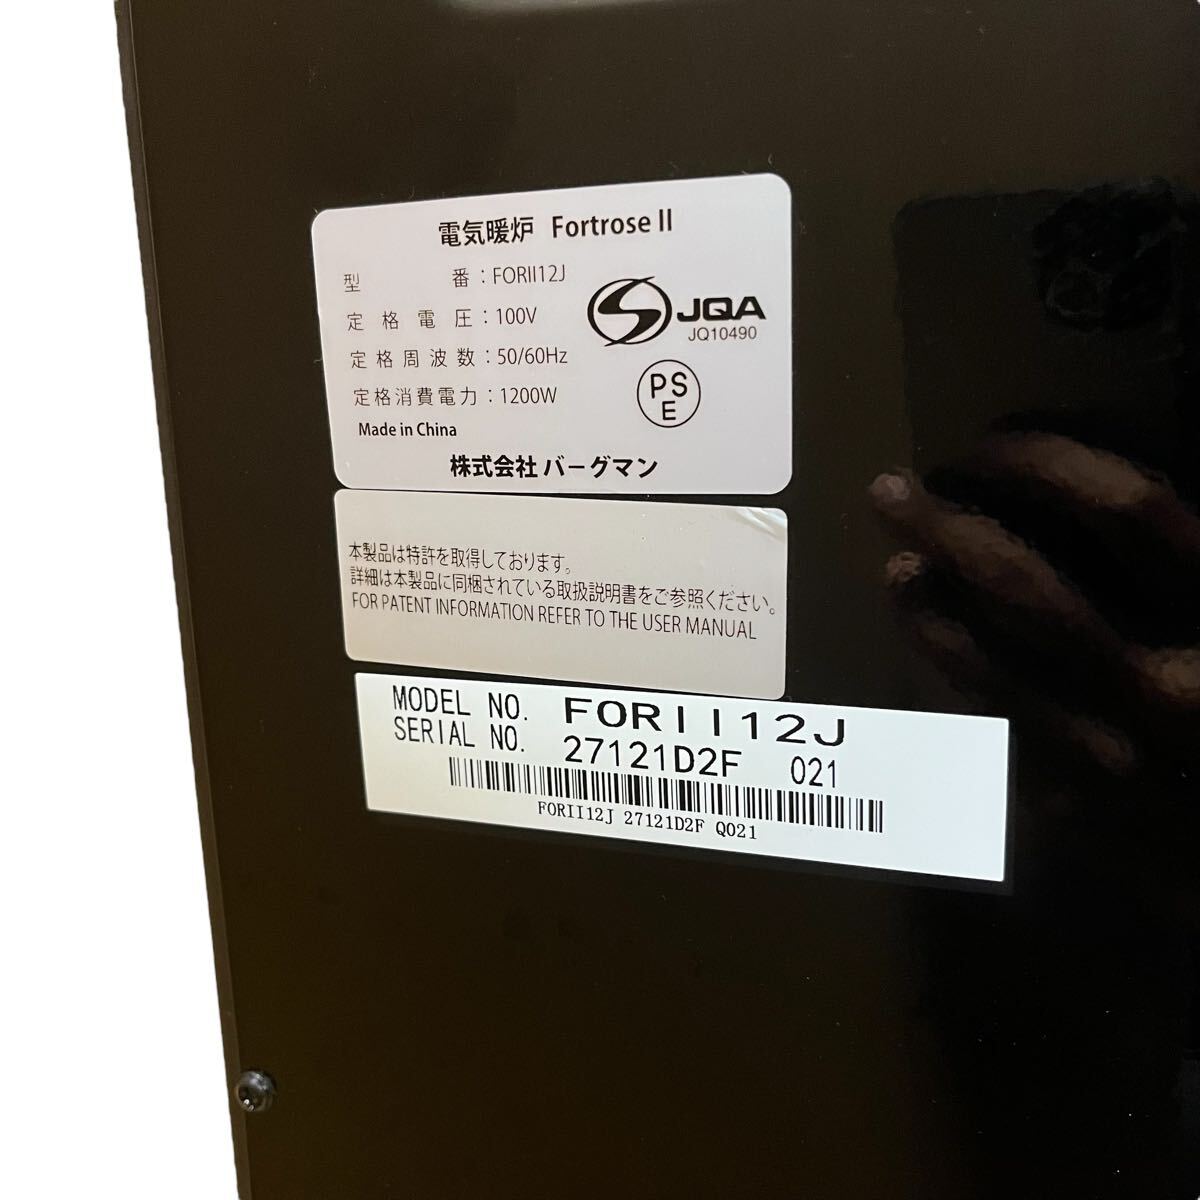 電気暖炉 Fortrose II
型番：FORII12J
定格電圧：100V
定格周波数：50/60Hz
定格消費電力：1200W
Made in China
JQA
JQ10490
PS
E
株式会社 バーグマン
本製品は特許を取得しております。
詳細は本製品に同梱されている取扱説明書をご参照ください。
FOR PATENT INFORMATION REFER TO THE USER MANUAL
MODEL NO. FORII12J
SERIAL NO. 27121D2F 021
FORII12J 27121D2F Q021